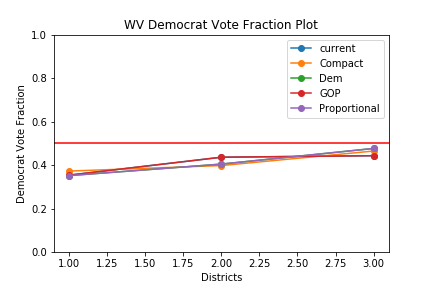 WV Democrat Vote Fraction Plot
1.0
0.8
0.6
0.4
0.2
0.0
Democrat Vote Fraction
current
Compact
Dem
GOP
Proportional
1.00 1.25 1.50 1.75 2.00 2.25 2.50 2.75 3.00
Districts